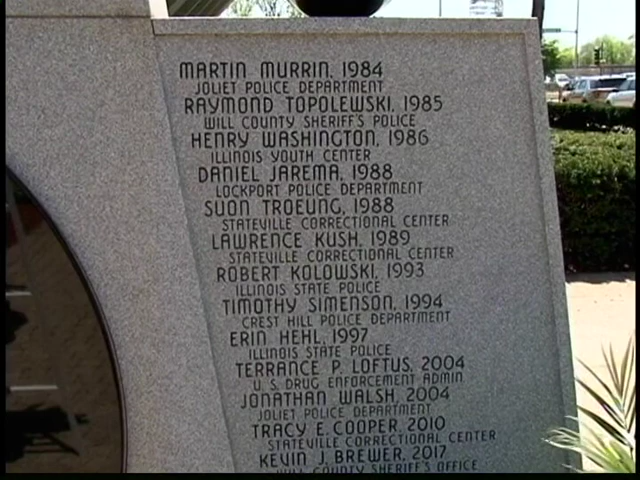 MARTIN MURRIN, 1984
JOLIET POLICE DEPARTMENT
RAYMOND TOPOLEWSKI, 1985
WILL COUNTY SHERIFF'S POLICE
HENRY WASHINGTON, 1986
ILLINOIS YOUTH CENTER
DANIEL JAREMA, 1988
LOCKPORT POLICE DEPARTMENT
SUON TROEUNG, 1988
STATEVILLE CORRECTIONAL CENTER
LAWRENCE KUSH, 1989
STATEVILLE CORRECTIONAL CENTER
ROBERT KOLOWSKI, 1993
ILLINOIS STATE POLICE
TIMOTHY SIMENSON, 1994
CREST HILL POLICE DEPARTMENT
ERIN HEHL, 1997
ILLINOIS STATE POLICE
TERRANCE P. LOFTUS, 2004
U.S. DRUG ENFORCEMENT ADMIN
JONATHAN WALSH, 2004
JOLIET POLICE DEPARTMENT
TRACY E. COOPER, 2010
STATEVILLE CORRECTIONAL CENTER
KEVIN J. BREWER, 2017
WILL COUNTY SHERIFF'S OFFICE